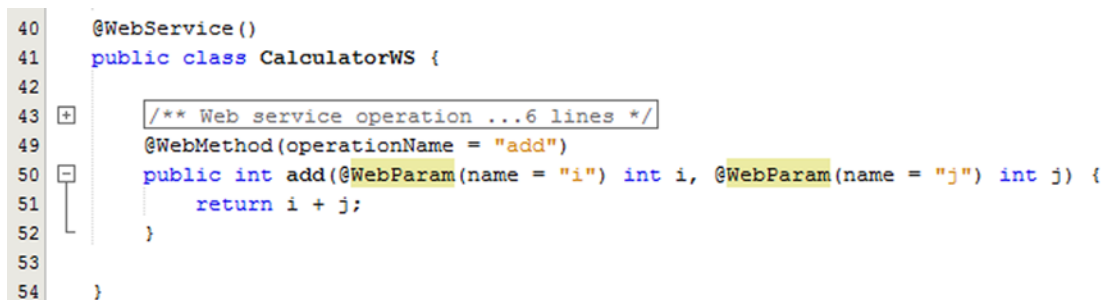 40 @WebService()
41 public class CalculatorWS {
42
43 /** Web service operation ...6 lines */
49 @WebMethod(operationName = "add")
50 public int add(@WebParam(name = "i") int i, @WebParam(name = "j") int j) {
51 return i + j;
52 }
53
54 }